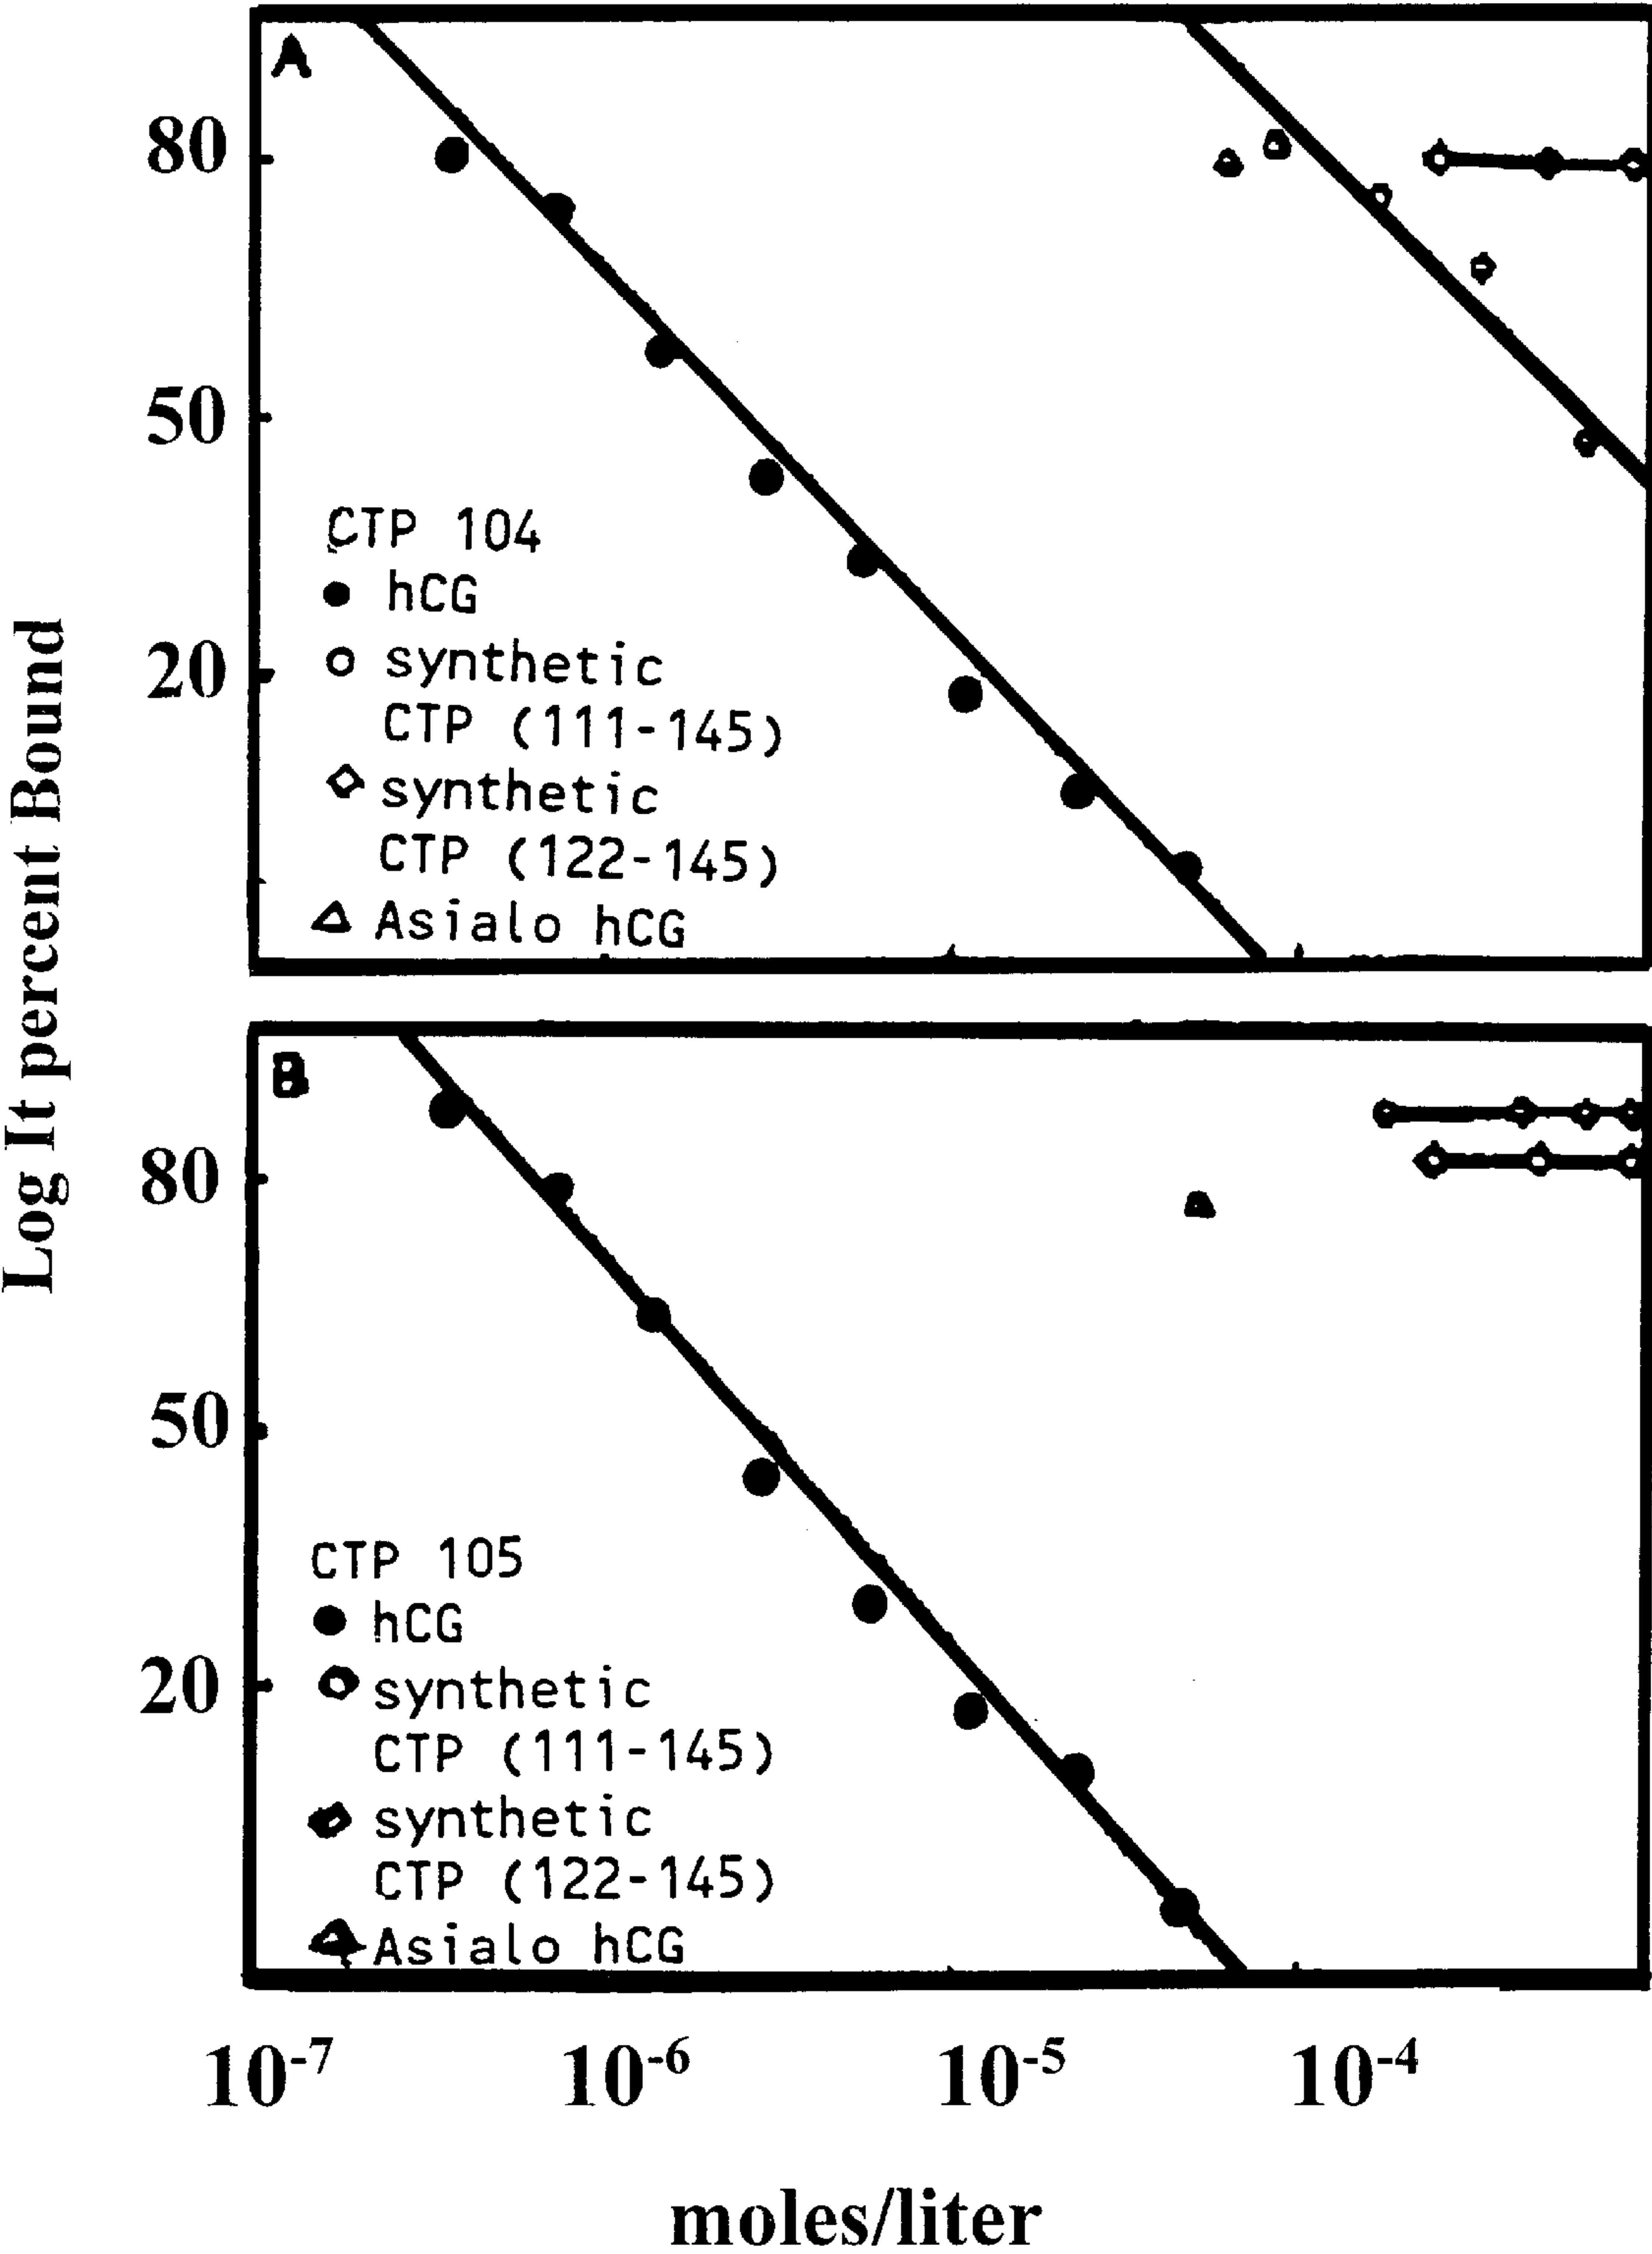 Log It percent Bound
A
80
50
20
CTP 104
hCG
synthetic
CTP (111-145)
synthetic
CTP (122-145)
Asialo hCG
B
80
50
20
CTP 105
hCG
synthetic
CTP (111-145)
synthetic
CTP (122-145)
Asialo hCG
10⁻⁷ 10⁻⁶ 10⁻⁵ 10⁻⁴
moles/liter